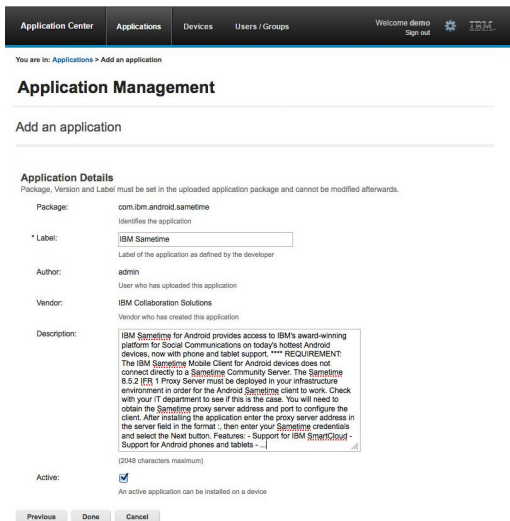 Application Center
Applications
Devices
Users / Groups
Welcome demo
Sign out
IBM.
You are in: Applications > Add an application
Application Management
Add an application
Application Details
Package, Version and Label must be set in the uploaded application package and cannot be modified afterwards.
Package:
com.ibm.android.sametime
Identifies the application
* Label:
IBM Sametime
Label of the application as defined by the developer
Author:
admin
User who has uploaded this application
Vendor:
IBM Collaboration Solutions
Vendor who has created this application
Description:
IBM Sametime for Android provides access to IBM's award-winning
platform for Social Communications on today's hottest Android
devices, now with phone and tablet support. **** REQUIREMENT:
The IBM Sametime Mobile Client for Android devices does not
connect directly to a Sametime Community Server. The Sametime
8.5.2 IFR 1 Proxy Server must be deployed in your infrastructure
environment in order for the Android Sametime client to work. Check
with your IT department to see if this is the case. You will need to
obtain the Sametime proxy server address and port to configure the
client. After installing the application enter the proxy server address in
the server field in the format :, then enter your Sametime credentials
and select the Next button. Features: - Support for IBM SmartCloud -
Support for Android phones and tablets - ...
(2048 characters maximum)
Active:
An active application can be installed on a device
Previous
Done
Cancel